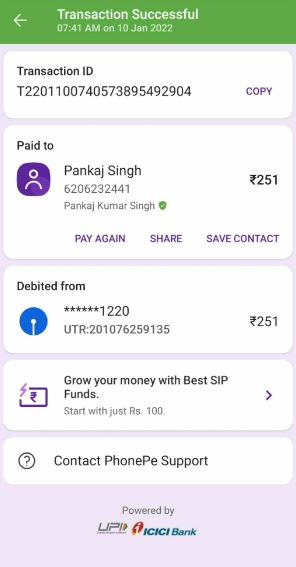 Transaction Successful
07:41 AM on 10 Jan 2022
Transaction ID
T2201100740573895492904
COPY
Paid to
Pankaj Singh
₹251
6206232441
Pankaj Kumar Singh
PAY AGAIN SHARE SAVE CONTACT
Debited from
******1220
₹251
UTR:201076259135
Grow your money with Best SIP
Funds.
Start with just Rs. 100.
Contact PhonePe Support
Powered by
UPI ICICI Bank